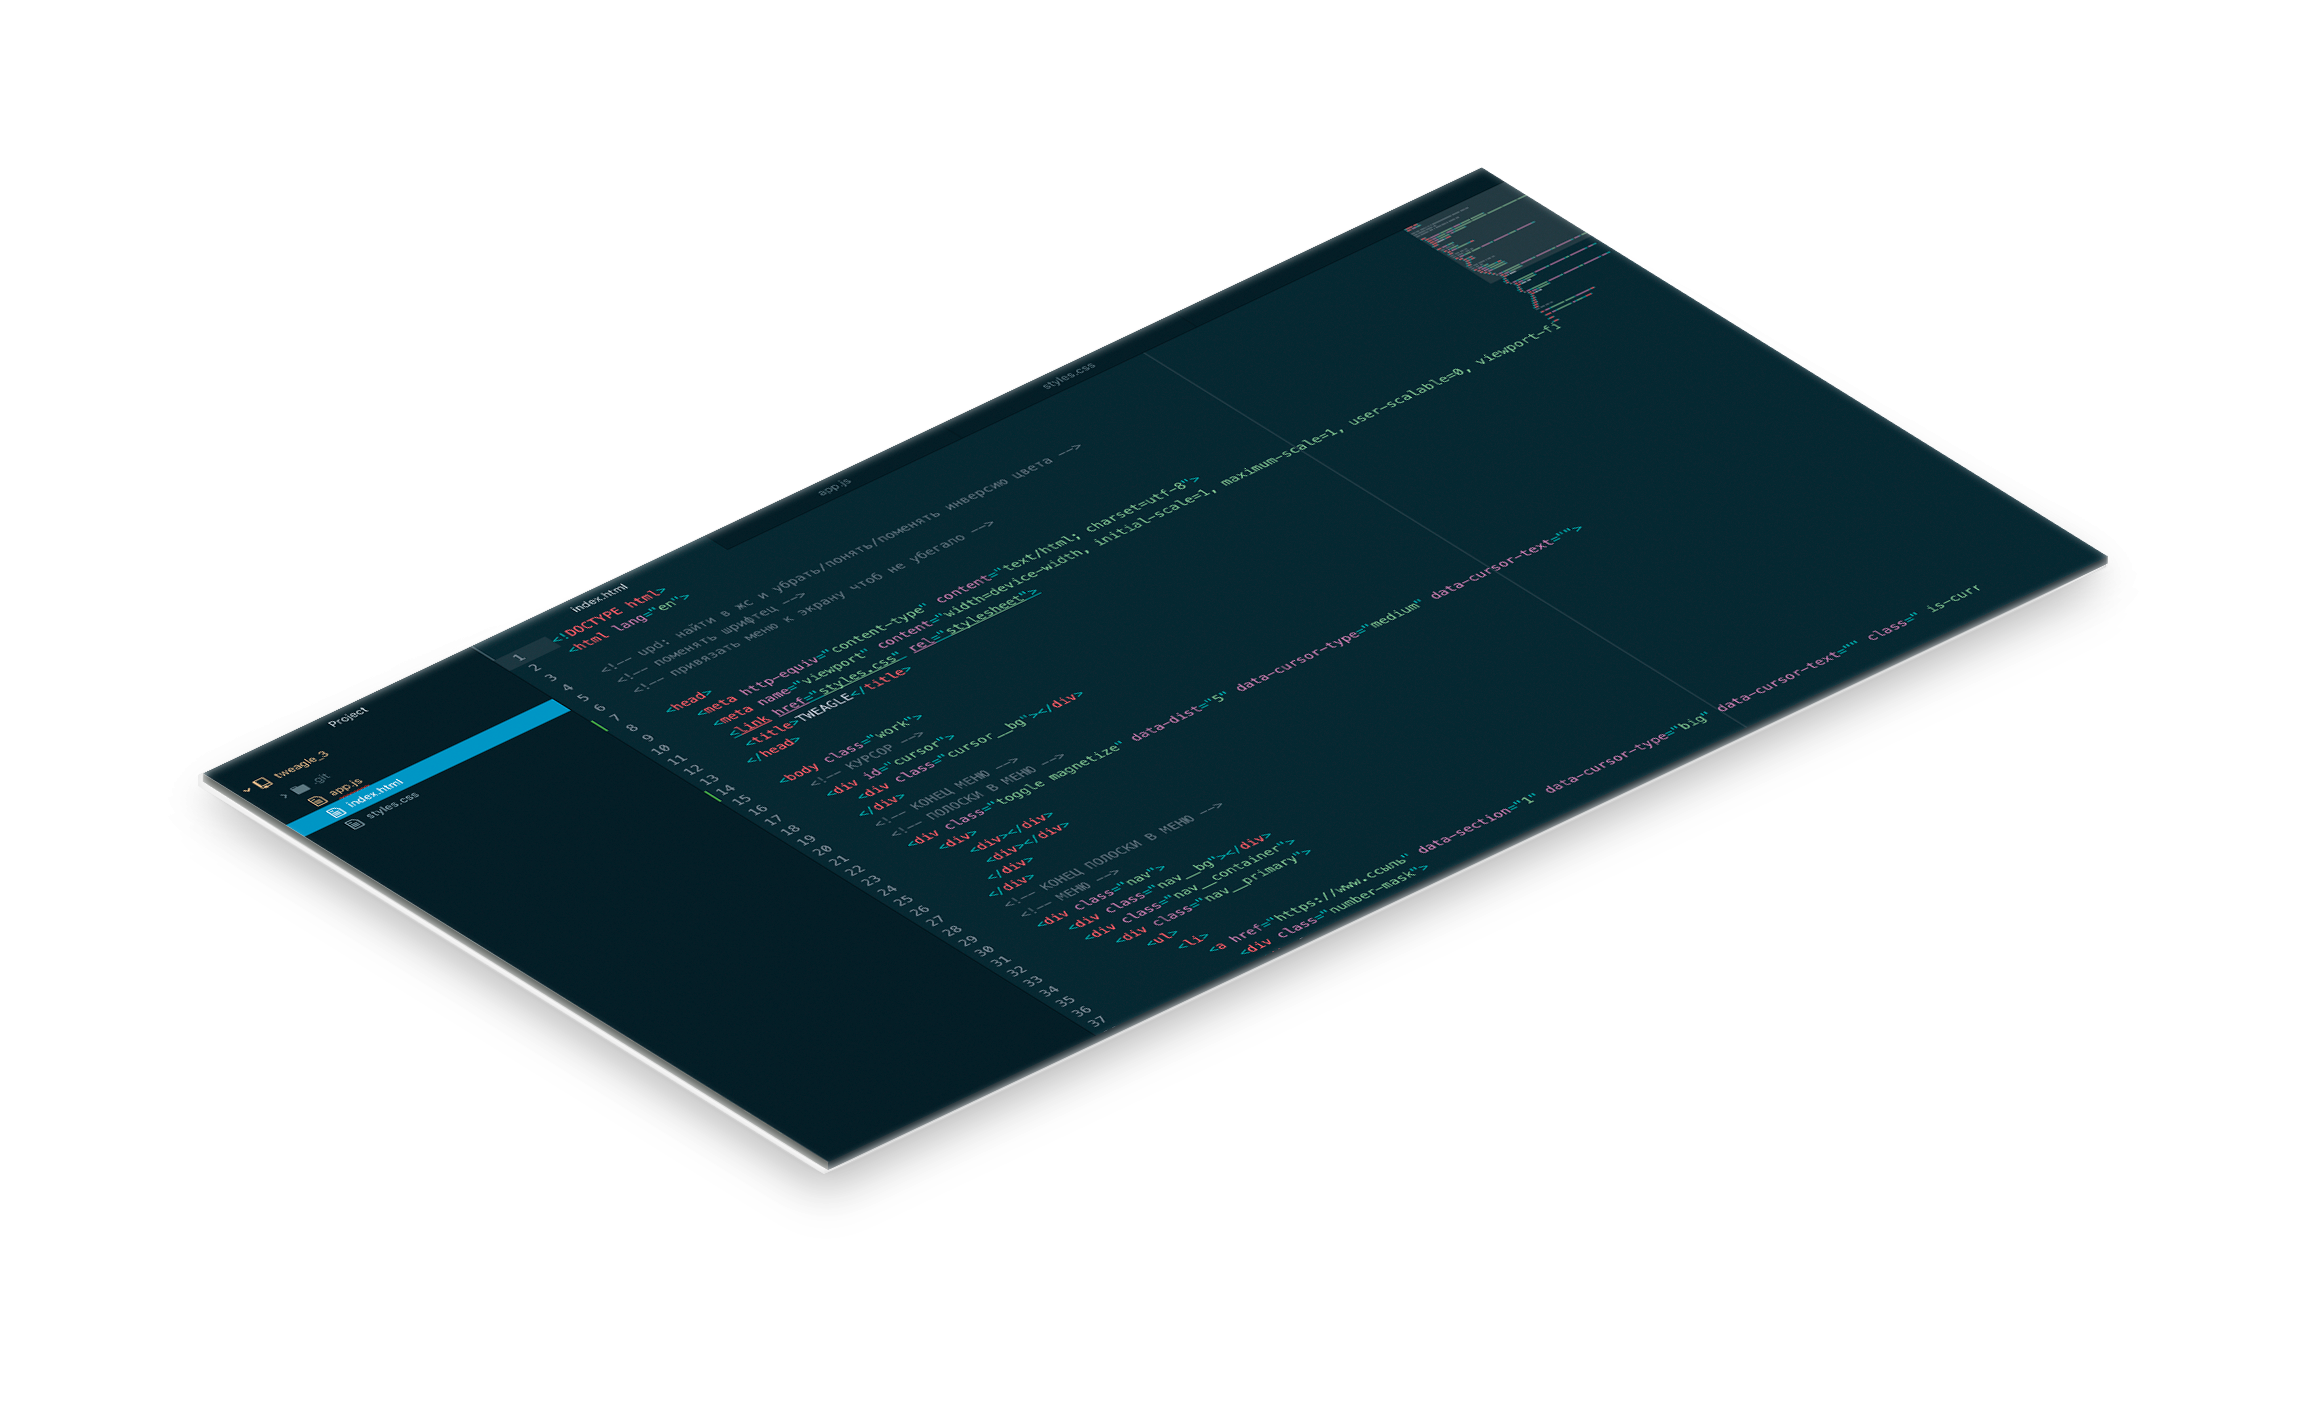 Project
tweagle_3
.git
app.js
index.html
styles.css
index.html
app.js
styles.css
1
2
3
4
5
6
7
8
9
10
11
12
13
14
15
16
17
18
19
20
21
22
23
24
25
26
27
28
29
30
31
32
33
34
35
36
37
<!DOCTYPE html>
<html lang="en">
<!-- upd: найти в жс и убрать/понять/поменять инверсию цвета -->
<!-- поменять шрифтец -->
<!-- привязать меню к экрану чтоб не убегало -->
<head>
<meta http-equiv="content-type" content="text/html; charset=utf-8">
<meta name="viewport" content="width=device-width, initial-scale=1, maximum-scale=1, user-scalable=0, viewport-fi
<link href="styles.css" rel="stylesheet">
<title>TWEAGLE</title>
</head>
<body class="work">
<!-- КУРСОР -->
<div id="cursor">
<div class="cursor__bg"></div>
</div>
<!-- КОНЕЦ МЕНЮ -->
<!-- ПОЛОСКИ В МЕНЮ -->
<div class="toggle magnetize" data-dist="5" data-cursor-type="medium" data-cursor-text="">
<div>
<div></div>
<div></div>
</div>
</div>
<!-- КОНЕЦ ПОЛОСКИ В МЕНЮ -->
<!-- МЕНЮ -->
<div class="nav">
<div class="nav__bg"></div>
<div class="nav__container">
<div class="nav__primary">
<ul>
<li>
<a href="https://www.ссыль" data-section="1" data-cursor-type="big" data-cursor-text="" class=" is-curr
<div class="number-mask">